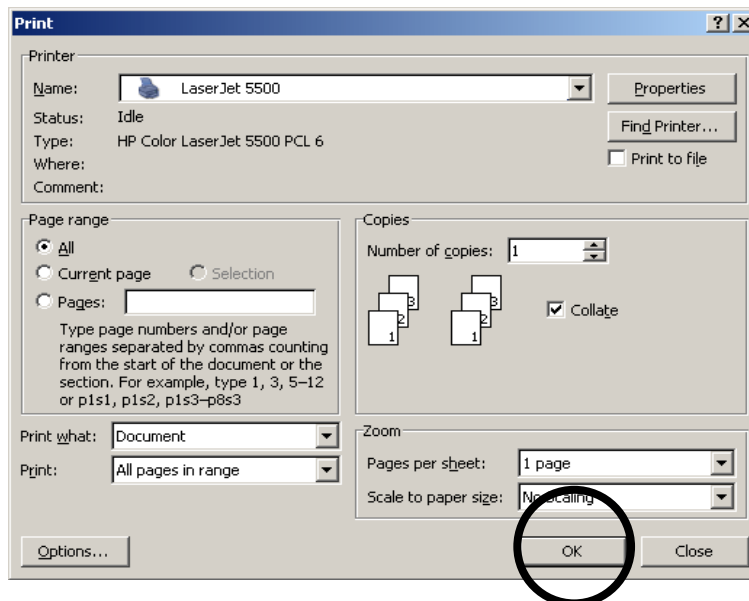 Print
Printer
Name: LaserJet 5500 Properties
Status: Idle
Find Printer...
Type: HP Color LaserJet 5500 PCL 6
Where:
Print to file
Comment:
Page range
All
Current page Selection
Pages:
Type page numbers and/or page
ranges separated by commas counting
from the start of the document or the
section. For example, type 1, 3, 5–12
or p1s1, p1s2, p1s3–p8s3
Copies
Number of copies: 1
3 3
2 2
1 1
Collate
Print what: Document
Print: All pages in range
Zoom
Pages per sheet: 1 page
Scale to paper size: No Scaling
Options... OK Close